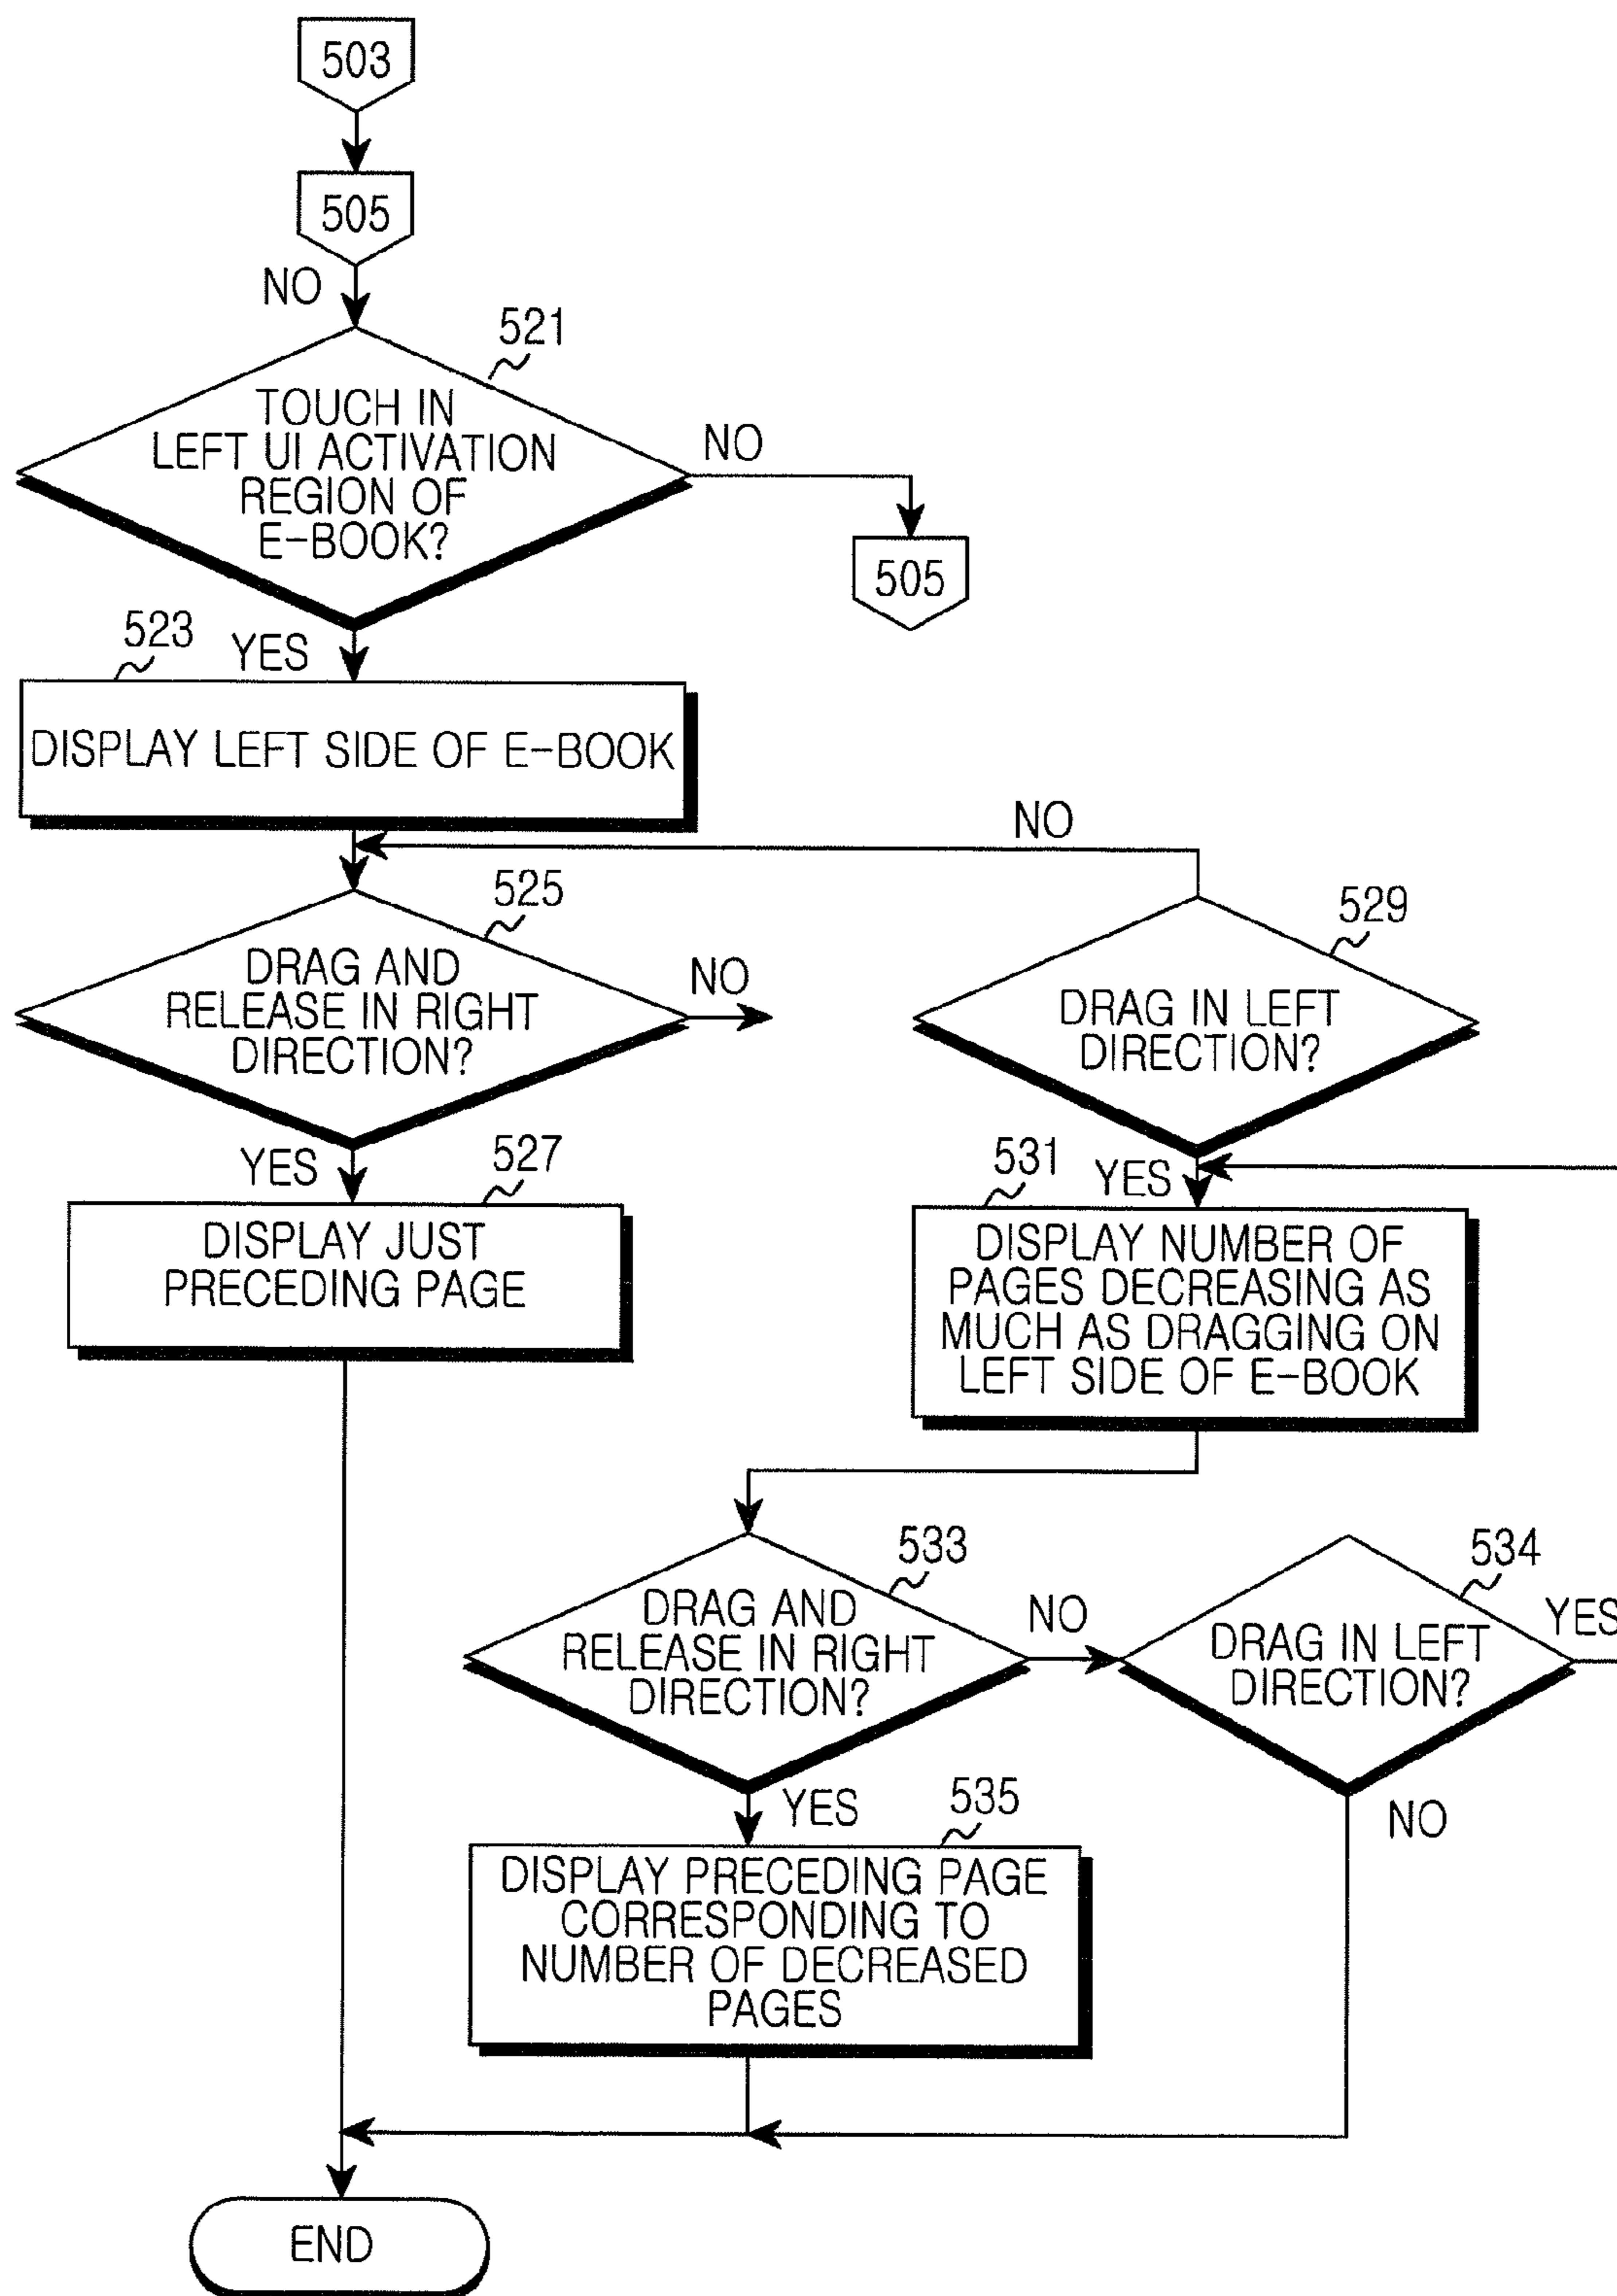 503
505
NO
521
TOUCH IN
LEFT UI ACTIVATION
REGION OF
E-BOOK?
NO
505
YES
523
DISPLAY LEFT SIDE OF E-BOOK
NO
525
DRAG AND
RELEASE IN RIGHT
DIRECTION?
NO
529
DRAG IN LEFT
DIRECTION?
YES
527
DISPLAY JUST
PRECEDING PAGE
YES
531
DISPLAY NUMBER OF
PAGES DECREASING AS
MUCH AS DRAGGING ON
LEFT SIDE OF E-BOOK
533
DRAG AND
RELEASE IN RIGHT
DIRECTION?
NO
534
DRAG IN LEFT
DIRECTION?
YES
YES
535
NO
DISPLAY PRECEDING PAGE
CORRESPONDING TO
NUMBER OF DECREASED
PAGES
END